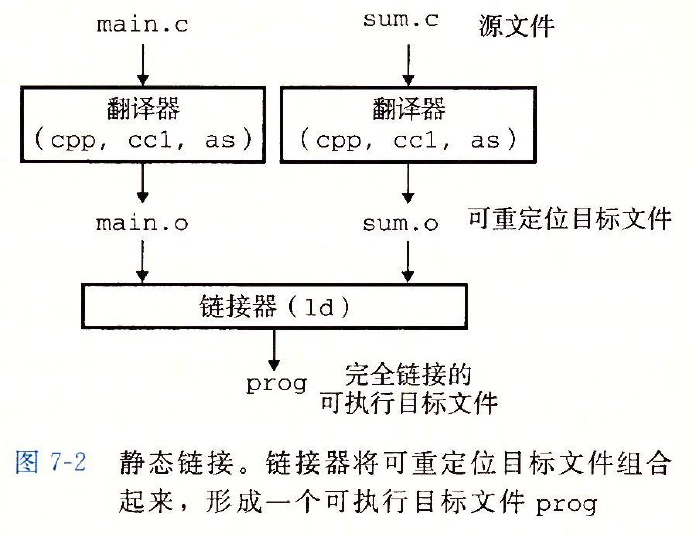 main.c sum.c 源文件
翻译器 翻译器
(cpp, cc1, as) (cpp, cc1, as)
main.o sum.o 可重定位目标文件
链接器(ld)
prog 完全链接的
可执行目标文件
图 7-2 静态链接。链接器将可重定位目标文件组合
起来，形成一个可执行目标文件 prog